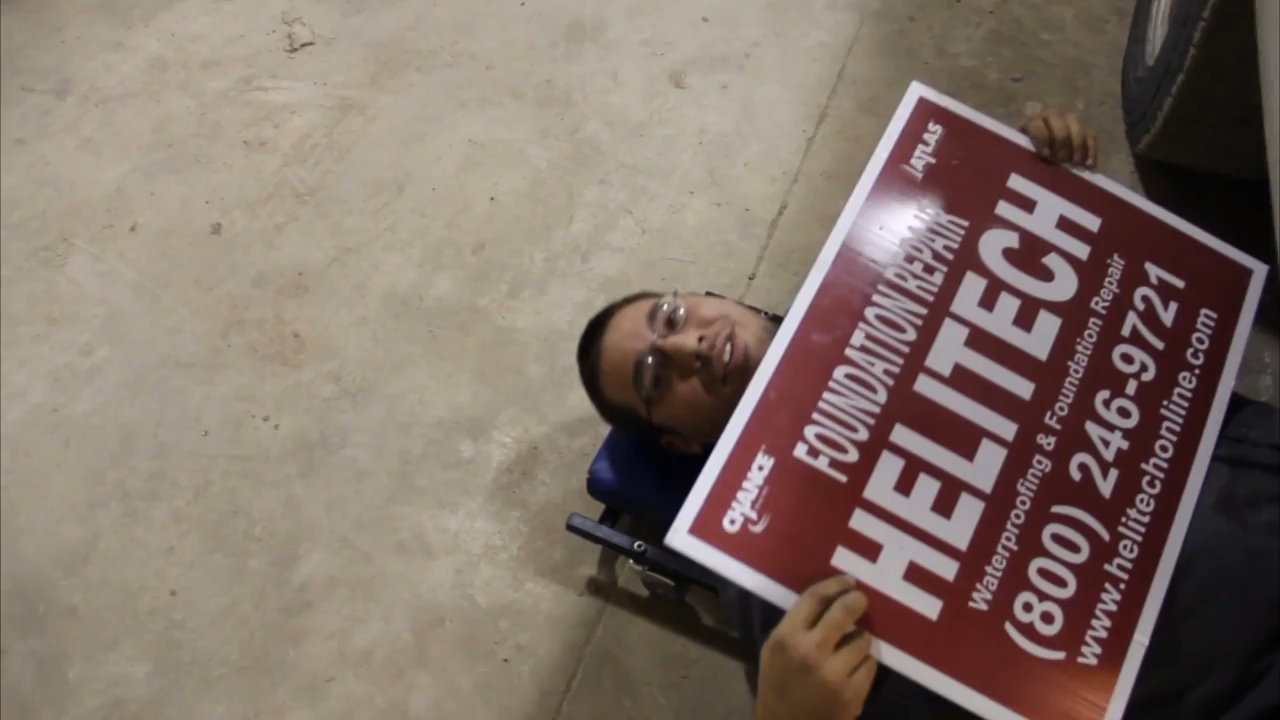 CHANCE
ATLAS
FOUNDATION REPAIR
HELITECH
Waterproofing & Foundation Repair
(800) 246-9721
www.helitechonline.com